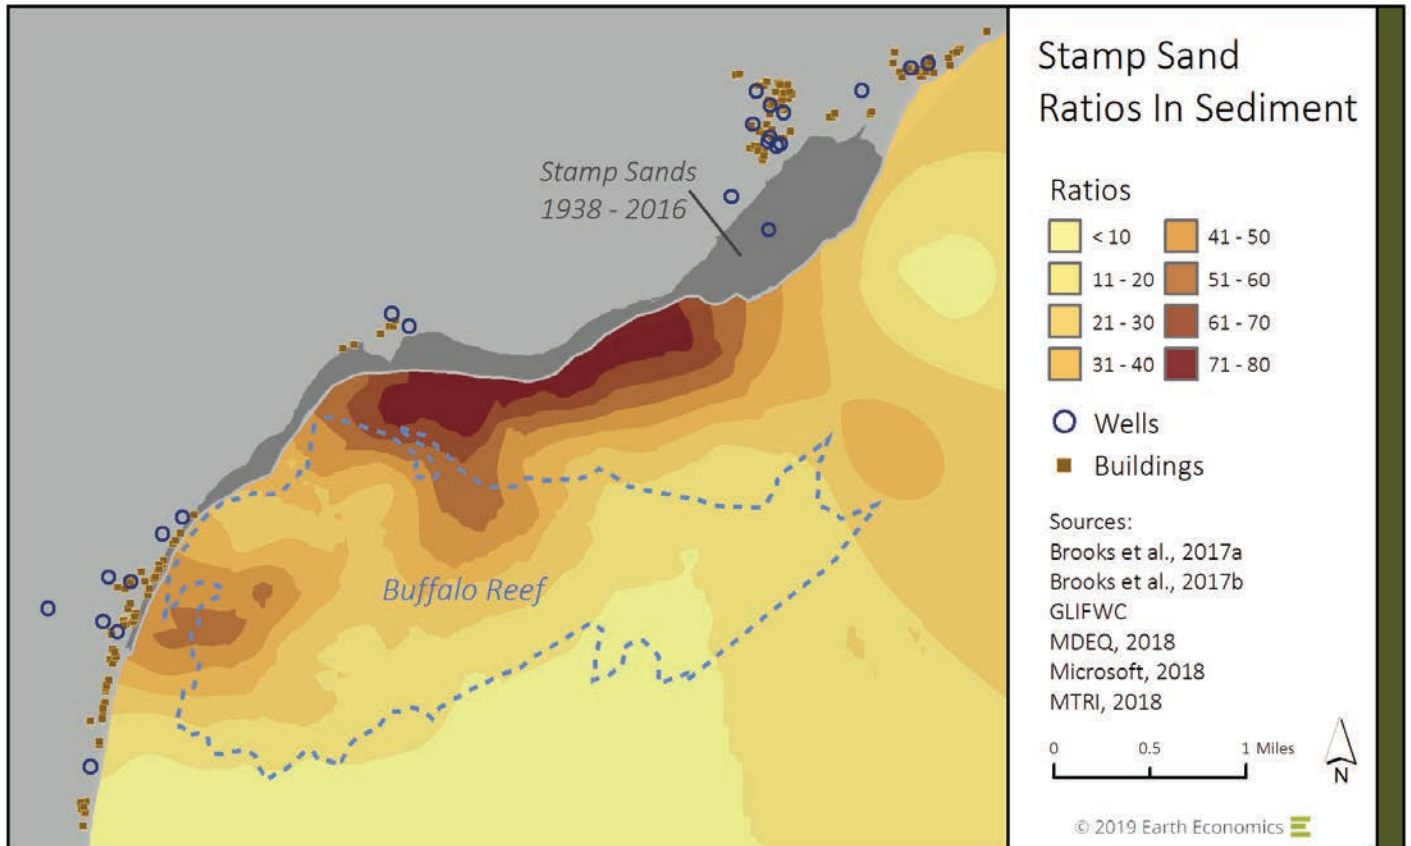 Stamp Sands
1938 - 2016
Buffalo Reef
Stamp Sand
Ratios In Sediment
Ratios
< 10
41 - 50
11 - 20
51 - 60
21 - 30
61 - 70
31 - 40
71 - 80
Wells
Buildings
Sources:
Brooks et al., 2017a
Brooks et al., 2017b
GLIFWC
MDEQ, 2018
Microsoft, 2018
MTRI, 2018
0 0.5 1 Miles
N
© 2019 Earth Economics